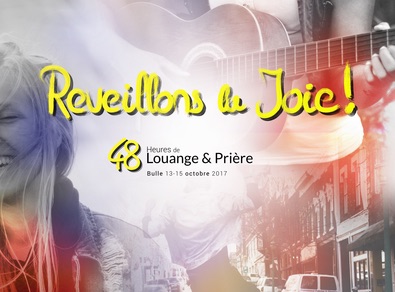 Reveillons la Joie!
48 Heures de
Louange & Prière
Bulle 13-15 octobre 2017